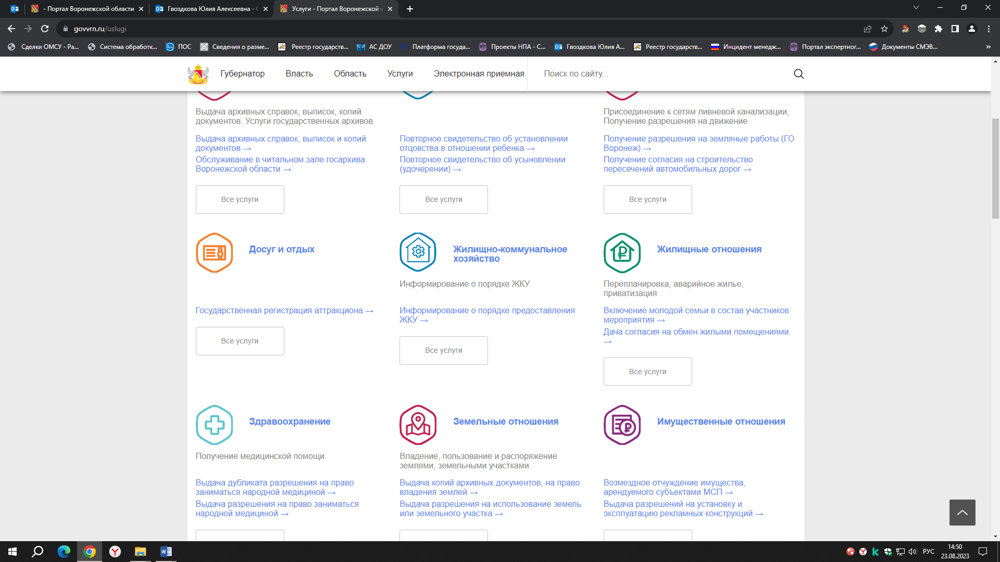 - Портал Воронежской области
Гвоздкова Юлия Алексеевна -
Услуги - Портал Воронежской
govvrn.ru/uslugi
Сделки ОМСУ - Ра...
Система обработк...
ПОС
Сведения о разме...
Реестр государств...
АС ДОУ
Платформа госуда...
Проекты НПА - С...
Гвоздкова Юлия А...
Реестр государств...
Инцидент менедж...
Портал экспертног...
Документы СМЭВ...
»
Губернатор
Власть
Область
Услуги
Электронная приемная
Поиск по сайту...
Выдача архивных справок, выписок, копий
документов. Услуги государственных архивов
Выдача архивных справок, выписок и копий
документов →
Обслуживание в читальном зале госархива
Воронежской области →
Все услуги
Повторное свидетельство об установлении
отцовства в отношении ребенка →
Повторное свидетельство об усыновлении
(удочерении) →
Все услуги
Присоединение к сетям ливневой канализации,
Получение разрешения на движение
Получение разрешения на земляные работы (ГО
Воронеж) →
Получение согласия на строительство
пересечений автомобильных дорог →
Все услуги
Досуг и отдых
Государственная регистрация аттракциона →
Все услуги
Жилищно-коммунальное
хозяйство
Информирование о порядке ЖКУ
Информирование о порядке предоставления
ЖКУ →
Все услуги
Жилищные отношения
Перепланировка, аварийное жилье,
приватизация
Включение молодой семьи в состав участников
мероприятия →
Дача согласия на обмен жилыми помещениями
→
Все услуги
Здравоохранение
Получение медицинской помощи
Выдача дубликата разрешения на право
заниматься народной медициной →
Выдача разрешения на право заниматься
народной медициной →
Земельные отношения
Владение, пользование и распоряжение
землями, земельными участками.
Выдача копий архивных документов, на право
владения землей →
Выдача разрешения на использование земель
или земельного участка →
Имущественные отношения
Возмездное отчуждение имущества,
арендуемого субъектами МСП →
Выдача разрешений на установку и
эксплуатацию рекламных конструкций →
РУС
14:50
23.08.2023